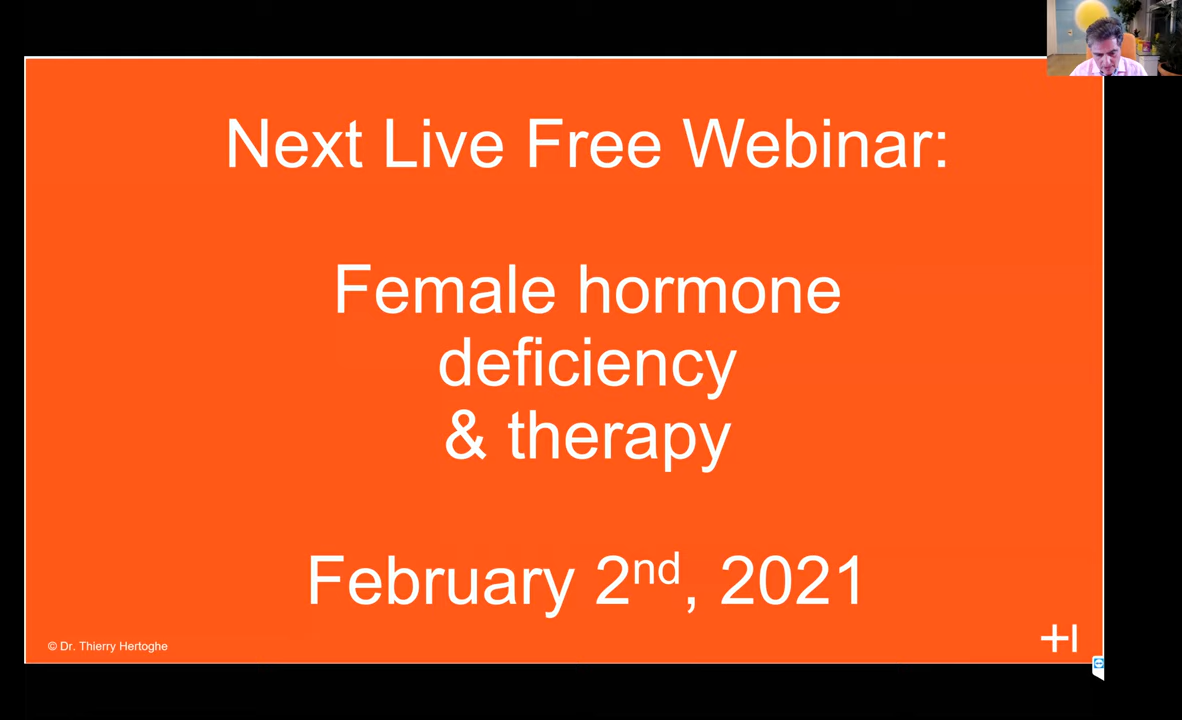 Next Live Free Webinar:
Female hormone
deficiency
& therapy
February 2nd, 2021
© Dr. Thierry Hertoghe